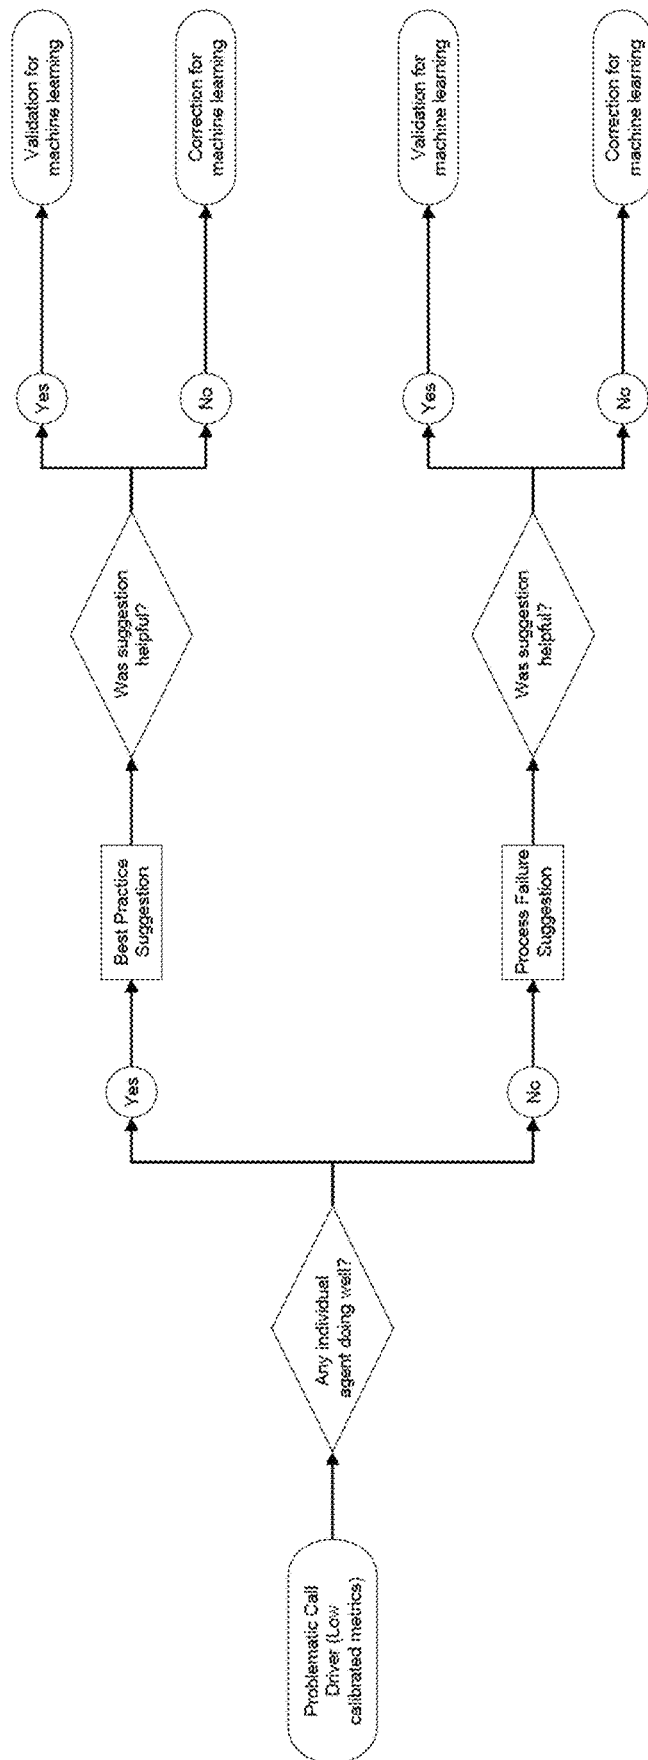 Problematic Call
Driver (Low
calibrated metrics)
Any individual
agent doing well?
Yes
Best Practice
Suggestion
Was suggestion
helpful?
Yes
Validation for
machine learning
No
Correction for
machine learning
No
Process Failure
Suggestion
Was suggestion
helpful?
Yes
Validation for
machine learning
No
Correction for
machine learning